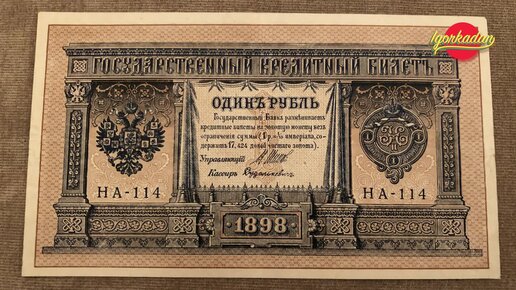 Igorkadan
ГОСУДАРСТВЕННЫЙ КРЕДИТНЫЙ БИЛЕТЪ
ОДИНЪ РУБЛЬ
Государственный Банкъ размѣниваетъ
кредитные билеты на золотую монету безъ
ограниченія суммы (1 р. = 1/15 имперіала, со-
держитъ 17,424 долей чистаго золота).
Управляющій
Кассиръ
НА-114
НА-114
1898